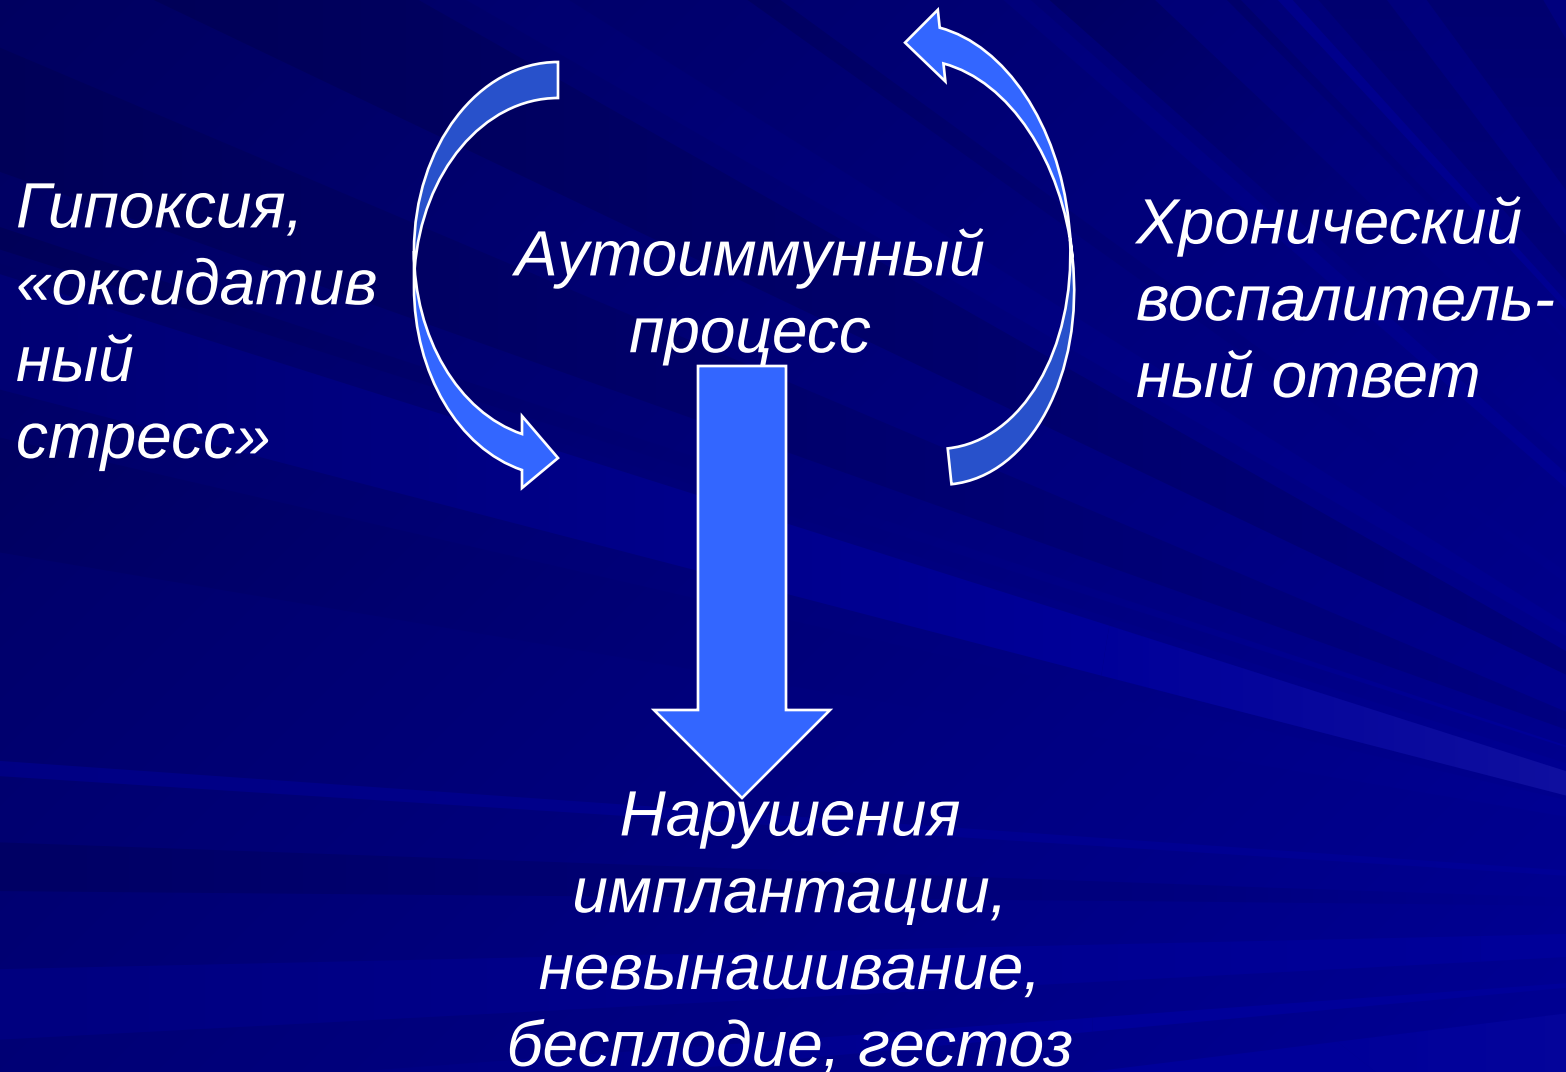 Гипоксия,
«оксидатив
ный
стресс»
Аутоиммунный
процесс
Хронический
воспалитель-
ный ответ
Нарушения
имплантации,
невынашивание,
бесплодие, гестоз